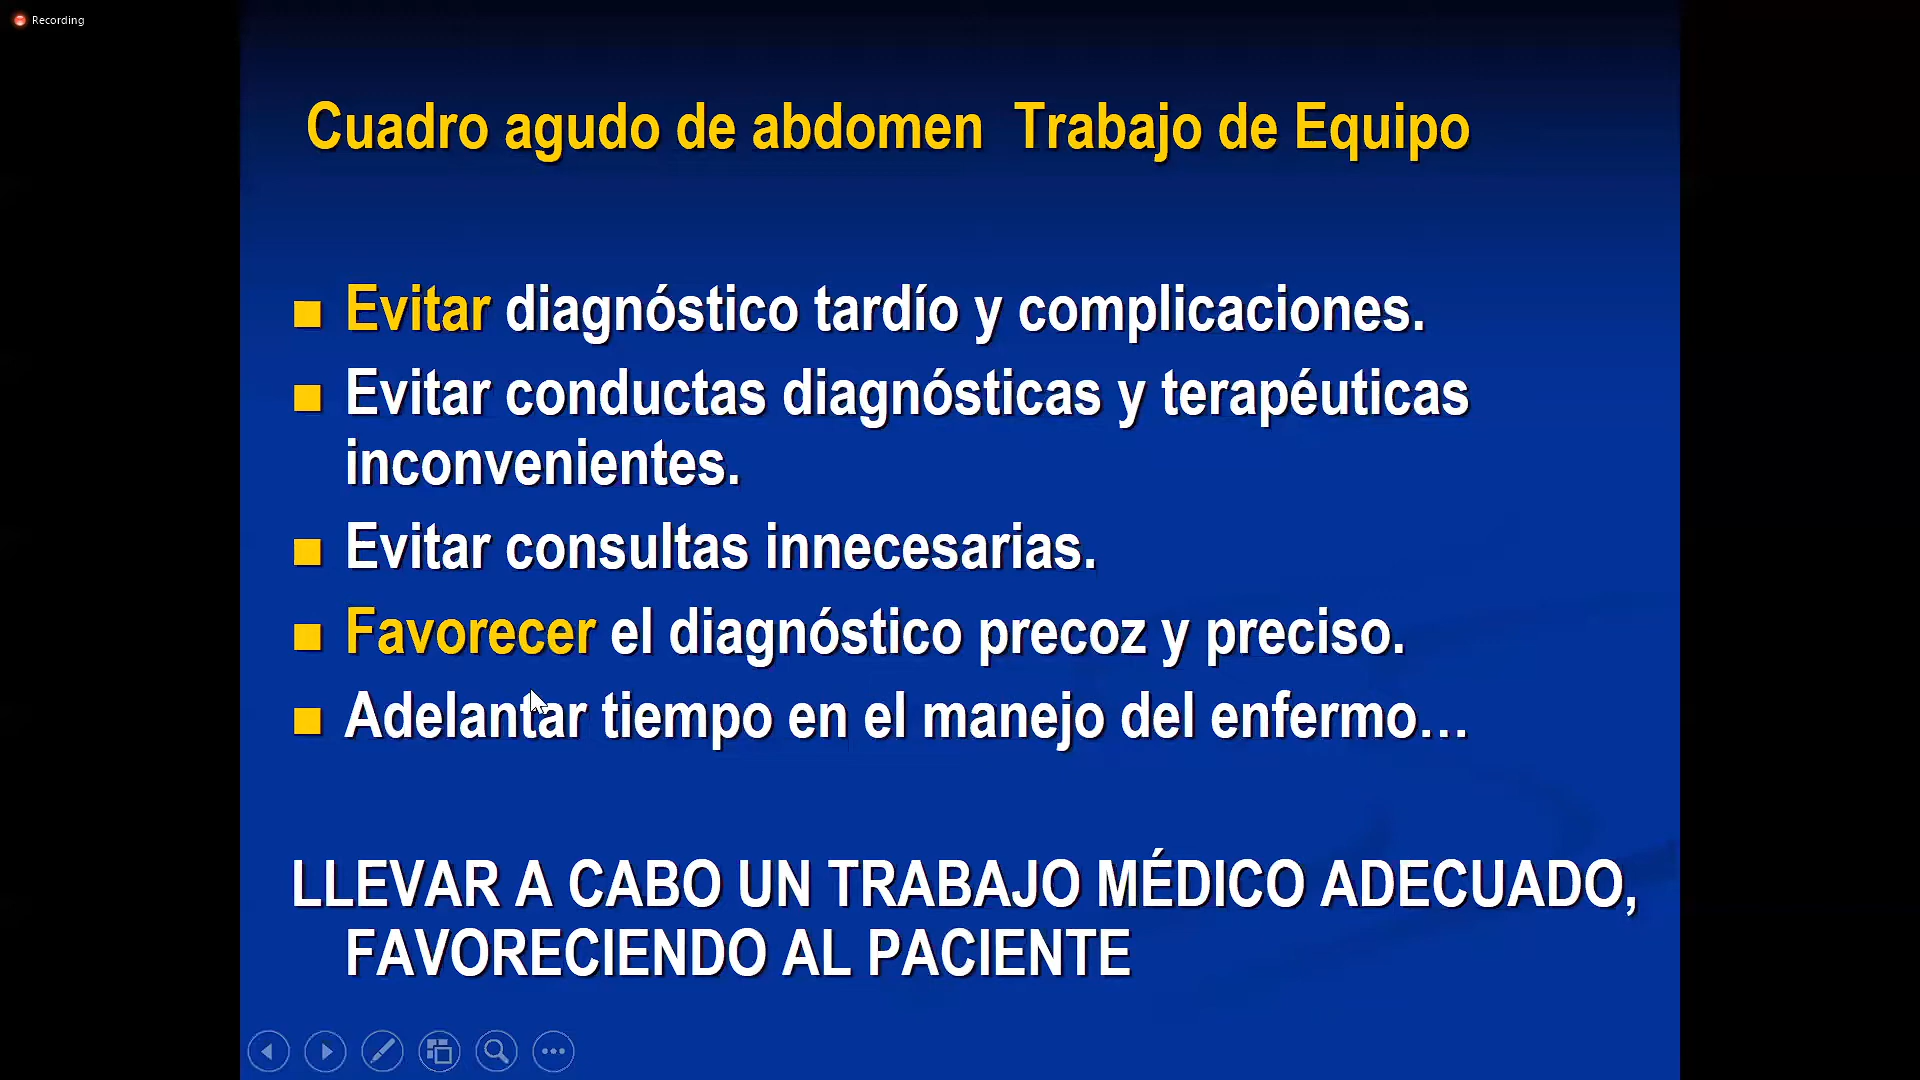 Recording
Cuadro agudo de abdomen Trabajo de Equipo
■ Evitar diagnóstico tardío y complicaciones.
■ Evitar conductas diagnósticas y terapéuticas
inconvenientes.
■ Evitar consultas innecesarias.
■ Favorecer el diagnóstico precoz y preciso.
■ Adelantar tiempo en el manejo del enfermo…
LLEVAR A CABO UN TRABAJO MÉDICO ADECUADO,
FAVORECIENDO AL PACIENTE